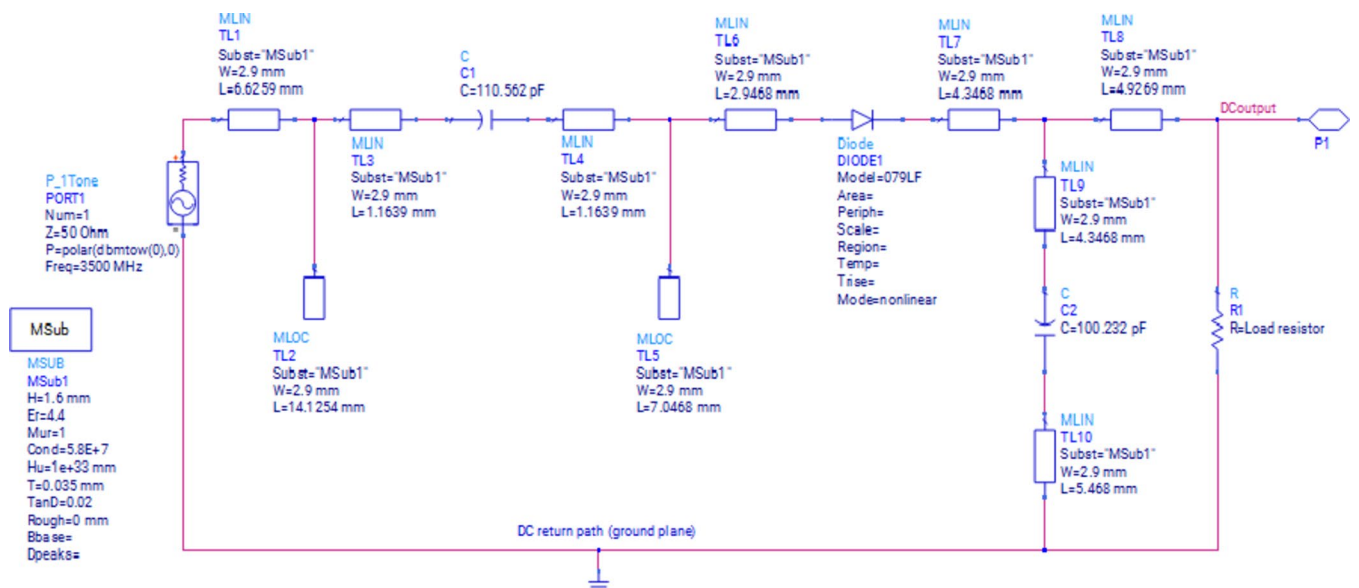 MLIN
TL1
Subst="MSub1"
W=2.9 mm
L=6.6259 mm
C
C1
C=110.562 pF
MLIN
TL6
Subst="MSub1"
W=2.9 mm
L=2.9468 mm
MLIN
TL7
Subst="MSub1"
W=2.9 mm
L=4.3468 mm
MLIN
TL8
Subst="MSub1"
W=2.9 mm
L=4.9269 mm
DCoutput
P1
P_1Tone
PORT1
Num=1
Z=50 Ohm
P=polar(dbmtow(0),0)
Freq=3500 MHz
MLIN
TL3
Subst="MSub1"
W=2.9 mm
L=1.1639 mm
MLIN
TL4
Subst="MSub1"
W=2.9 mm
L=1.1639 mm
Diode
DIODE1
Model=079LF
Area=
Periph=
Scale=
Region=
Temp=
Trise=
Mode=nonlinear
MLIN
TL9
Subst="MSub1"
W=2.9 mm
L=4.3468 mm
C
C2
C=100.232 pF
R
R1
R=Load resistor
MLOC
TL2
Subst="MSub1"
W=2.9 mm
L=14.1254 mm
MLOC
TL5
Subst="MSub1"
W=2.9 mm
L=7.0468 mm
MLIN
TL10
Subst="MSub1"
W=2.9 mm
L=5.468 mm
MSub
MSUB
MSub1
H=1.6 mm
Er=4.4
Mur=1
Cond=5.8E+7
Hu=1e+33 mm
T=0.035 mm
TanD=0.02
Rough=0 mm
Bbase=
Dpeaks=
DC return path (ground plane)